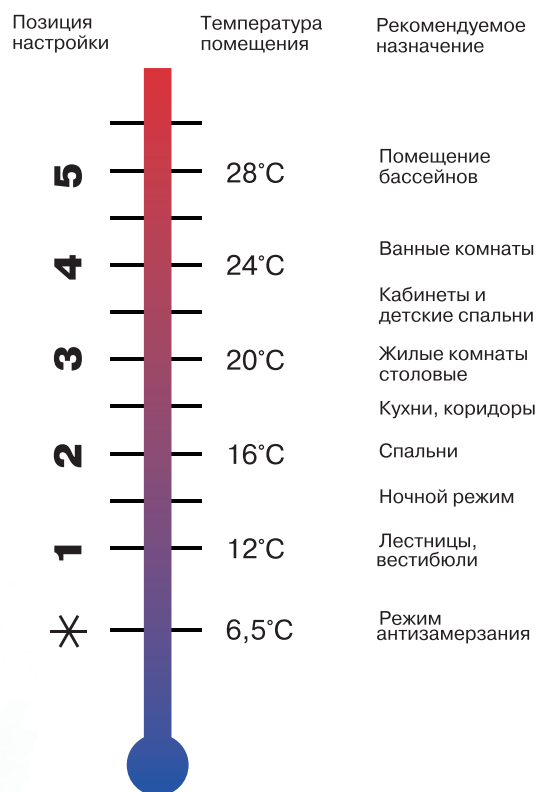 Позиция
настройки
Температура
помещения
Рекомендуемое
назначение
5
28°C
Помещение
бассейнов
4
24°C
Ванные комнаты
Кабинеты и
детские спальни
3
20°C
Жилые комнаты
столовые
Кухни, коридоры
2
16°C
Спальни
Ночной режим
1
12°C
Лестницы,
вестибюли
6,5°C
Режим
антизамерзания